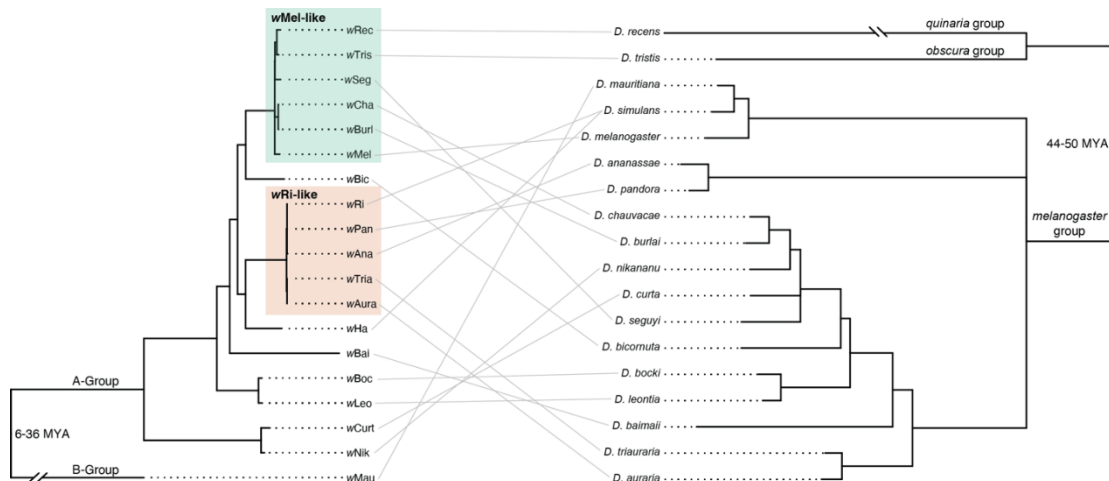 wMel-like
wRec
wTris
wSeg
wCha
wBurl
wMel
wBic
wRi-like
wRi
wPan
wAna
wTria
wAura
wHa
wBai
wBoc
wLeo
wCurt
wNik
wMau
A-Group
6-36 MYA
B-Group
D. recens
D. tristis
D. mauritiana
D. simulans
D. melanogaster
D. ananassae
D. pandora
D. chauvacae
D. burlai
D. nikananu
D. curta
D. seguyi
D. bicornuta
D. bocki
D. leontia
D. baimaii
D. triauraria
D. auraria
quinaria group
obscura group
44-50 MYA
melanogaster
group